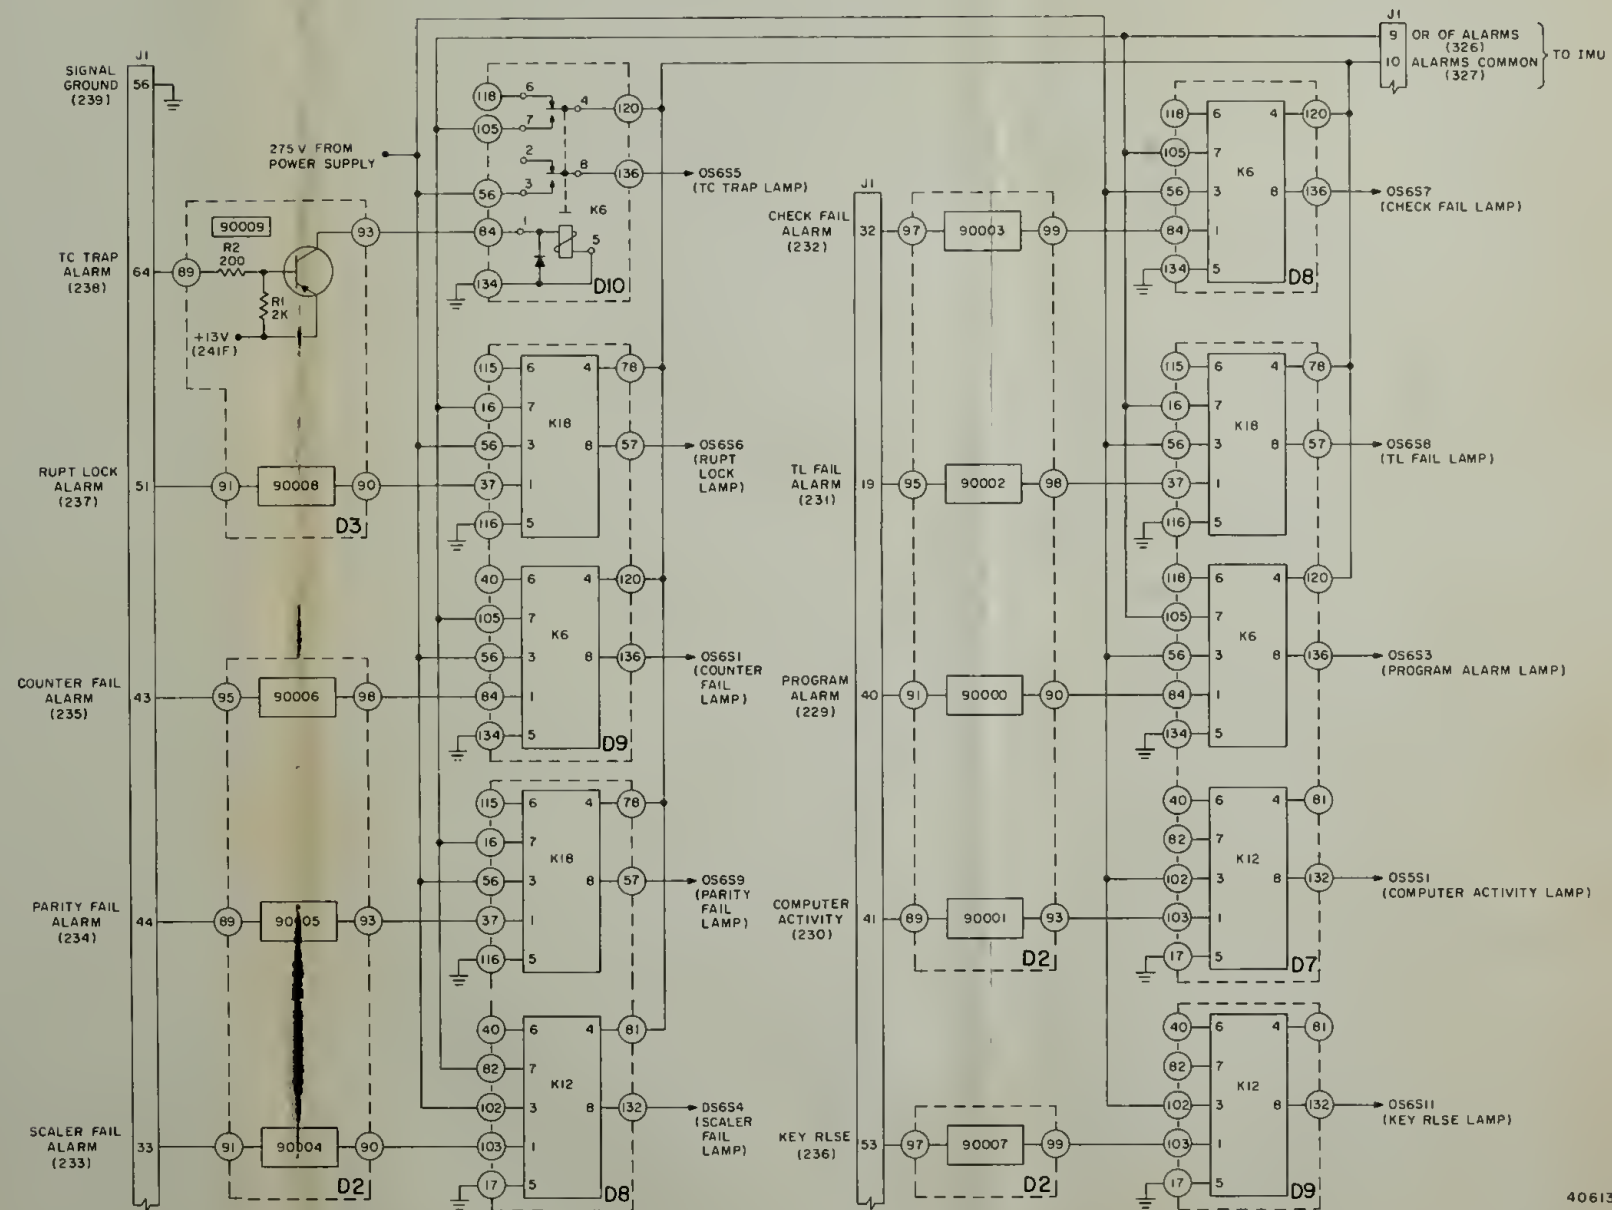 J1
SIGNAL
GROUND
(239)
56
275V FROM
POWER SUPPLY
TC TRAP
ALARM
(238)
64
89
90009
R2
200
R1
2K
+13V
(241F)
93
118
6
4
120
105
7
2
8
136
56
3
OS6S5
(TC TRAP LAMP)
K6
84
1
5
134
D10
RUPT LOCK
ALARM
(237)
51
91
90008
90
D3
115
6
4
78
16
7
K18
56
3
8
57
OS6S6
(RUPT
LOCK
LAMP)
37
1
116
5
COUNTER FAIL
ALARM
(235)
43
95
90006
98
40
6
4
120
105
7
K6
56
3
8
136
OS6S1
(COUNTER
FAIL
LAMP)
84
1
134
5
D9
PARITY FAIL
ALARM
(234)
44
89
90005
93
115
6
4
78
16
7
K18
56
3
8
57
OS6S9
(PARITY
FAIL
LAMP)
37
1
116
5
SCALER FAIL
ALARM
(233)
33
91
90004
90
D2
40
6
4
81
82
7
K12
102
3
8
132
DS6S4
(SCALER
FAIL
LAMP)
103
1
17
5
D8
J1
9
OR OF ALARMS
(326)
10
ALARMS COMMON
(327)
TO IMU
J1
CHECK FAIL
ALARM
(232)
32
97
90003
99
118
6
4
120
105
7
K6
56
3
8
136
OS6S7
(CHECK FAIL LAMP)
84
1
134
5
D8
TL FAIL
ALARM
(231)
19
95
90002
98
115
6
4
78
16
7
K18
56
3
8
57
OS6S8
(TL FAIL LAMP)
37
1
116
5
PROGRAM
ALARM
(229)
40
91
90000
90
118
6
4
120
105
7
K6
56
3
8
136
OS6S3
(PROGRAM ALARM LAMP)
84
1
134
5
COMPUTER
ACTIVITY
(230)
41
89
90001
93
D2
40
6
4
81
82
7
K12
102
3
8
132
OS5S1
(COMPUTER ACTIVITY LAMP)
103
1
17
5
D7
KEY RLSE
(236)
53
97
90007
99
D2
40
6
4
81
82
7
K12
102
3
8
132
OS6S11
(KEY RLSE LAMP)
103
1
17
5
D9
40613